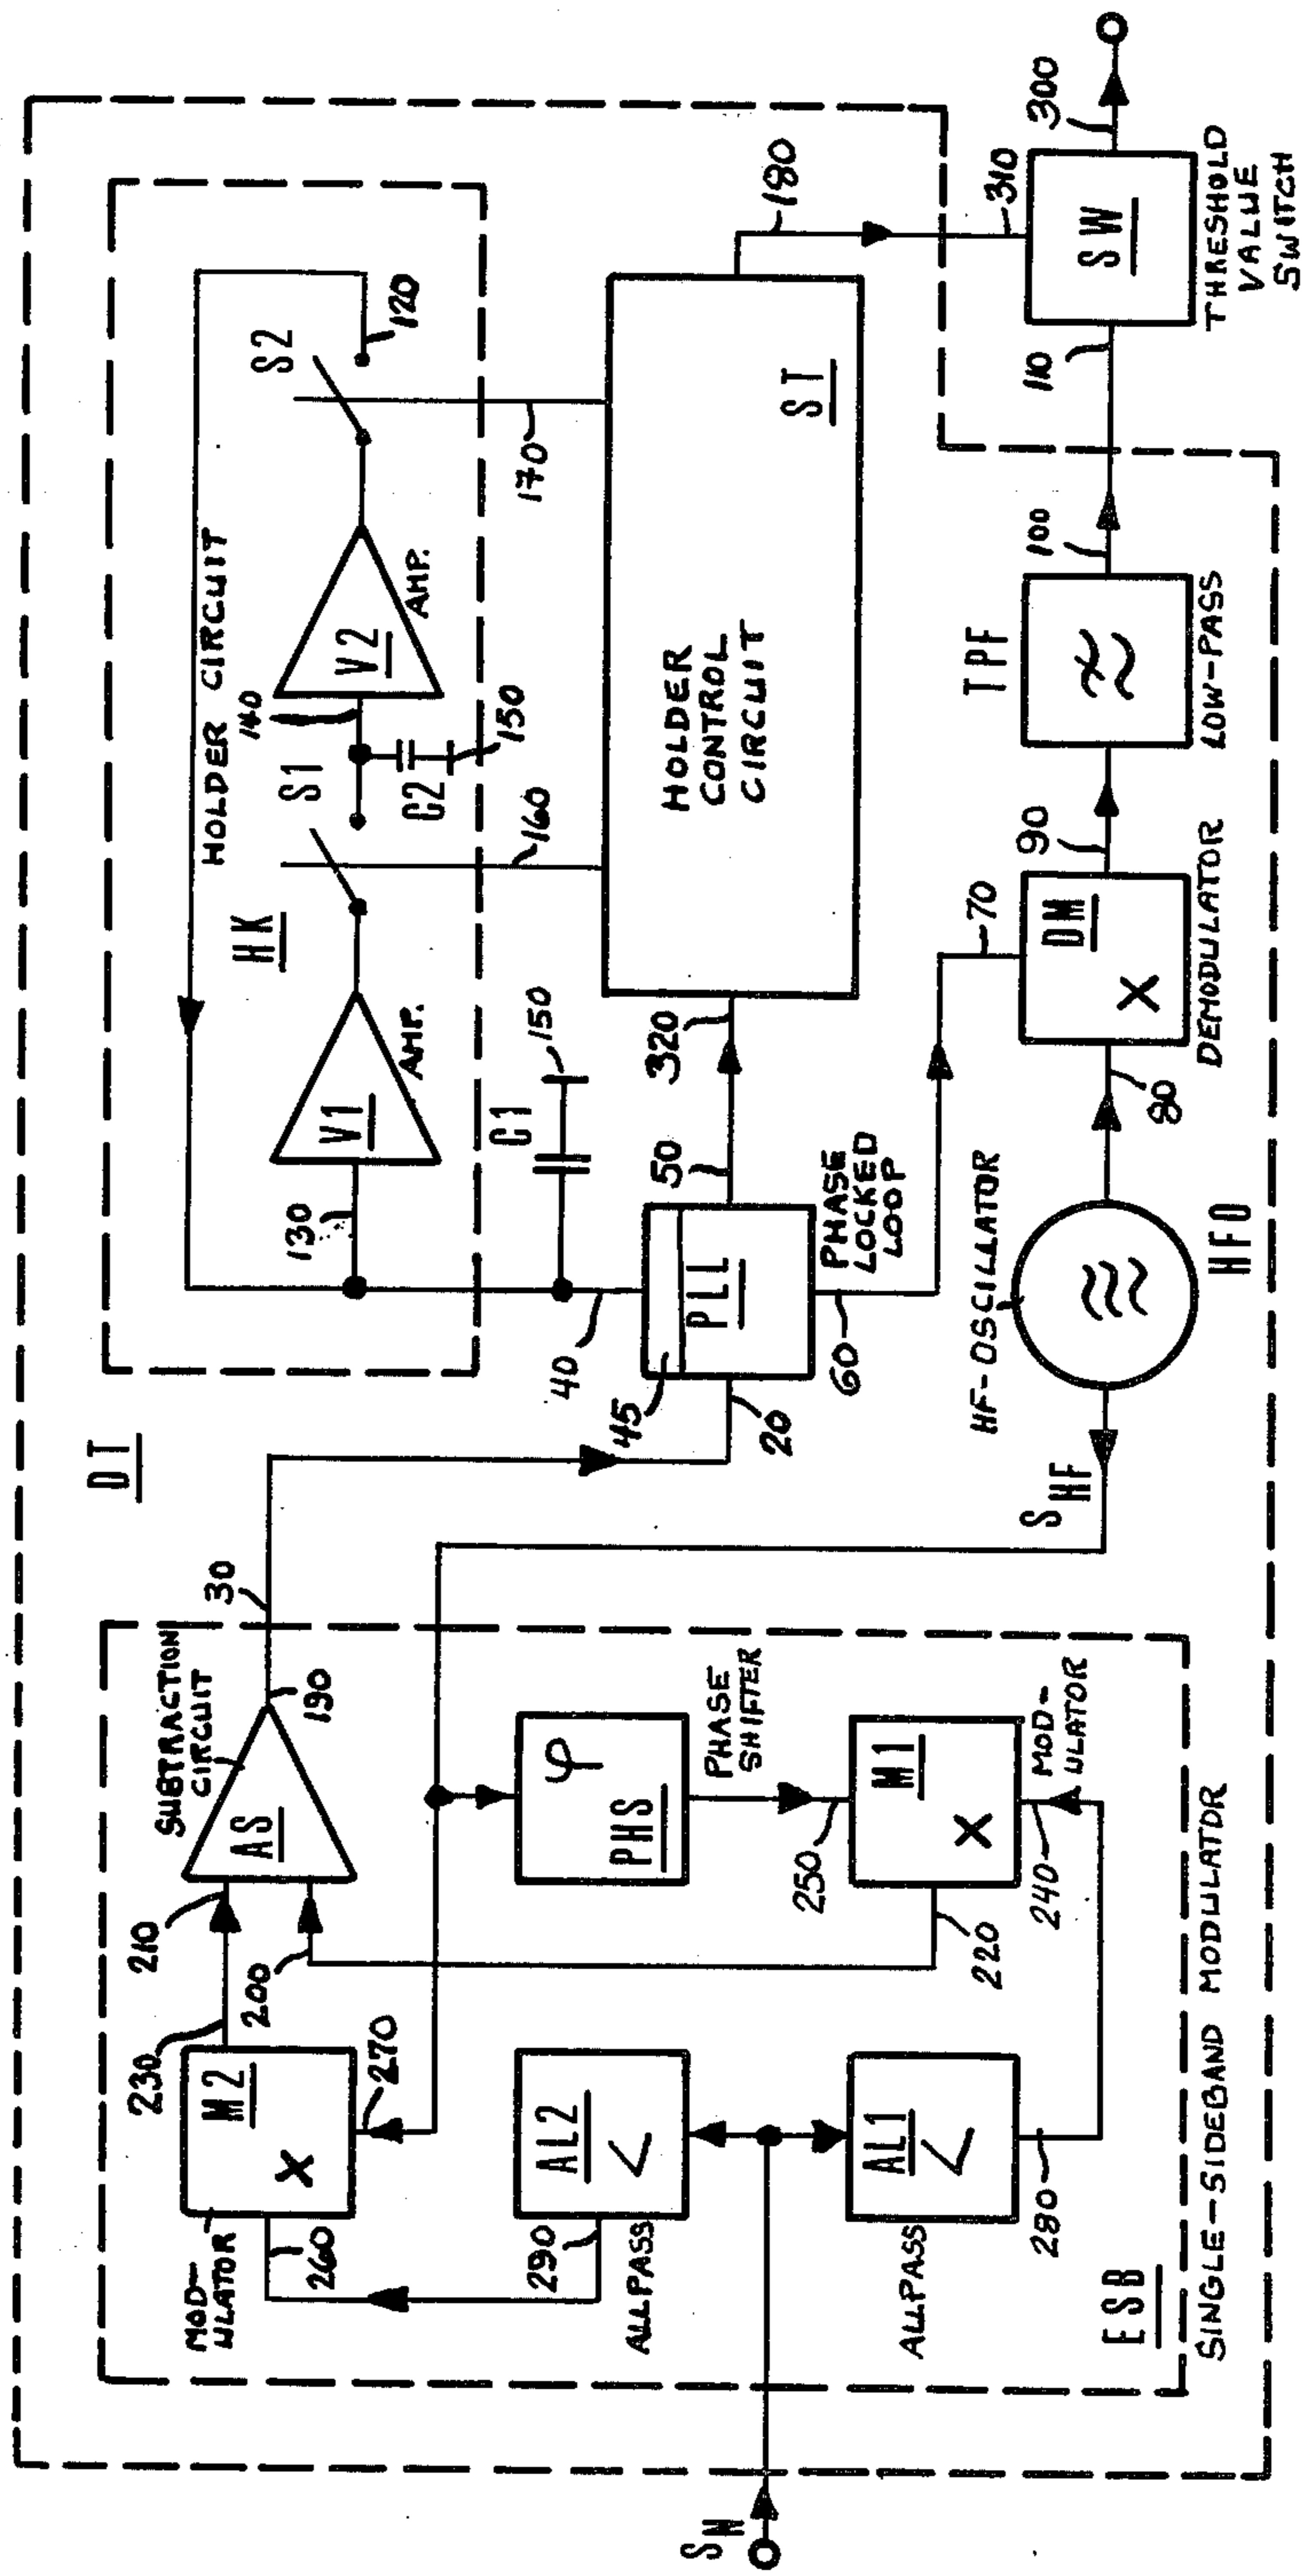 DT
HOLDER CIRCUIT
HK
S1
S2
V1
AMP.
V2
AMP.
120
130
140
C2
150
160
170
C1
150
40
45
PLL
20
50
320
60
PHASE
LOCKED
LOOP
HOLDER
CONTROL
CIRCUIT
ST
180
310
300
SW
THRESHOLD
VALUE
SWITCH
110
100
TPF
LOW-PASS
90
70
DM
X
DEMODULATOR
80
HF-OSCILLATOR
HFO
S HF
30
SUBTRACTION
CIRCUIT
AS
190
210
200
230
M2
X
MOD-
ULATOR
260
270
φ
PHS
PHASE
SHIFTER
250
M1
X
MOD-
ULATOR
240
220
AL2
<
290
ALLPASS
AL1
<
280
ALLPASS
ESB
SINGLE-SIDEBAND MODULATOR
S N